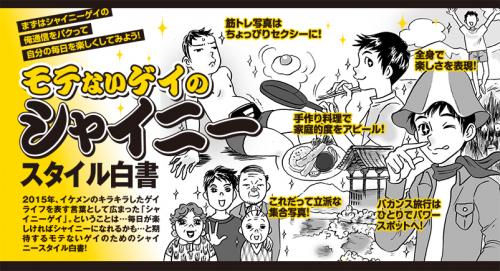 まずはシャイニーゲイの
俺通信をパクって
自分の毎日を楽しくしてみよう!
モテないゲイの
シャイニー
スタイル白書
2015年、イケメンのキラキラしたゲイ
ライフを表す言葉として広まった「シャ
イニーゲイ」。ということは…毎日が楽
しければシャイニーになれるかも…と期
待するモテないゲイのためのシャイ
ニースタイル白書!
筋トレ写真は
ちょっぴりセクシーに!
全身で
楽しさを表現!
手作り料理で
家庭的度をアピール!
これだって立派な
集合写真!
バカンス旅行は
ひとりでパワー
スポットへ!